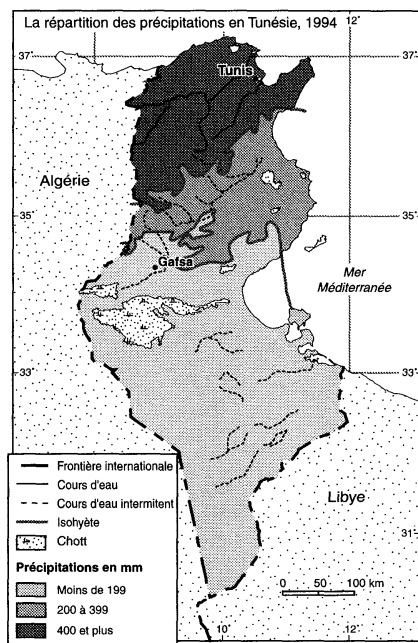 La répartition des précipitations en Tunésie, 1994
12°
37°
37°
Tunis
Algérie
35°
35°
Gafsa
Mer
Méditerranée
33°
33°
Frontière internationale
Cours d'eau
Cours d'eau intermitent
Isohyète
Chott
Libye
31°
Précipitations en mm
Moins de 199
200 à 399
400 et plus
0 50 100 km
10°
12°